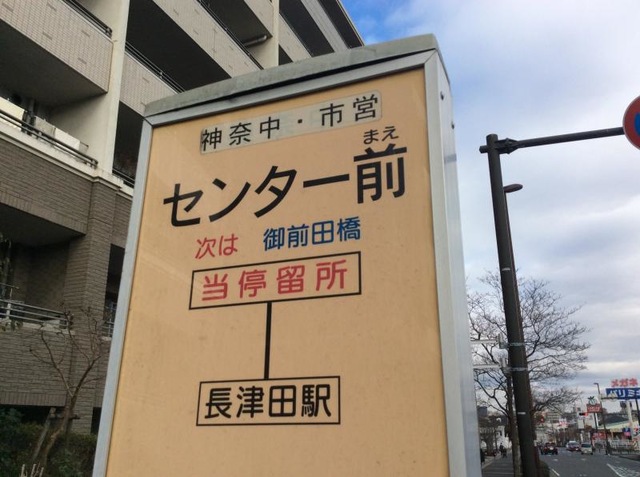 神奈中・市営
まえ
センター前
次は 御前田橋
当停留所
長津田駅